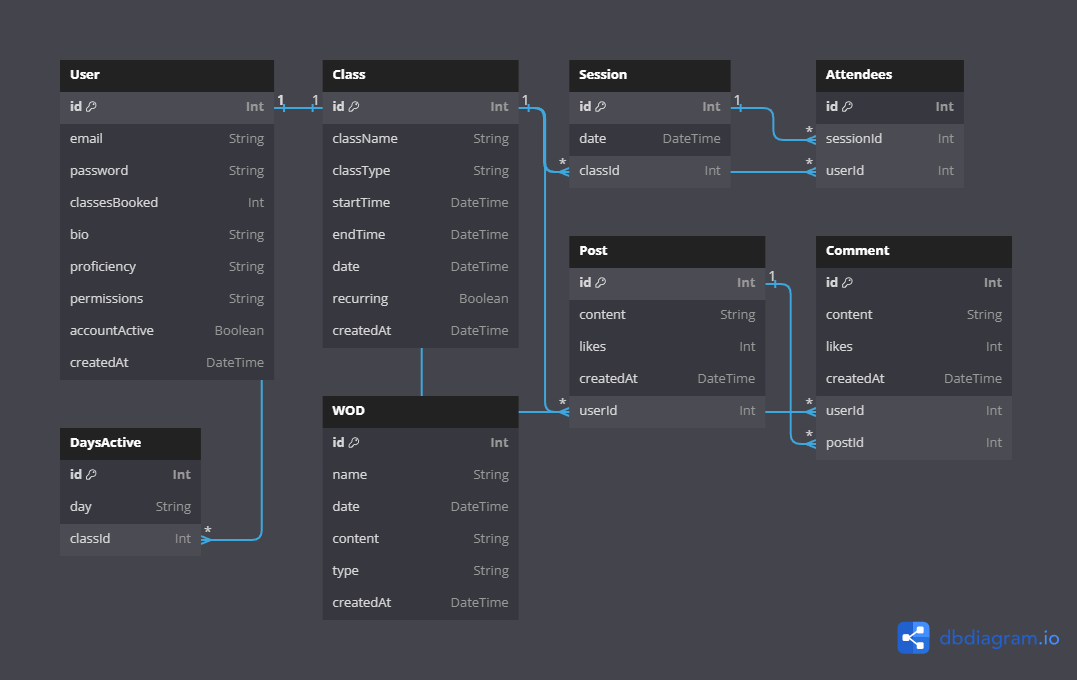 User
id Int
email String
password String
classesBooked Int
bio String
proficiency String
permissions String
accountActive Boolean
createdAt DateTime
DaysActive
id Int
day String
classId Int
*
1
1
Class
id Int
className String
classType String
startTime DateTime
endTime DateTime
date DateTime
recurring Boolean
createdAt DateTime
WOD
id Int
name String
date DateTime
content String
type String
createdAt DateTime
1
*
*
Session
id Int
date DateTime
classId Int
1
*
*
Attendees
id Int
sessionId Int
userId Int
Post
id Int
content String
likes Int
createdAt DateTime
userId Int
1
*
*
Comment
id Int
content String
likes Int
createdAt DateTime
userId Int
postId Int
dbdiagram.io